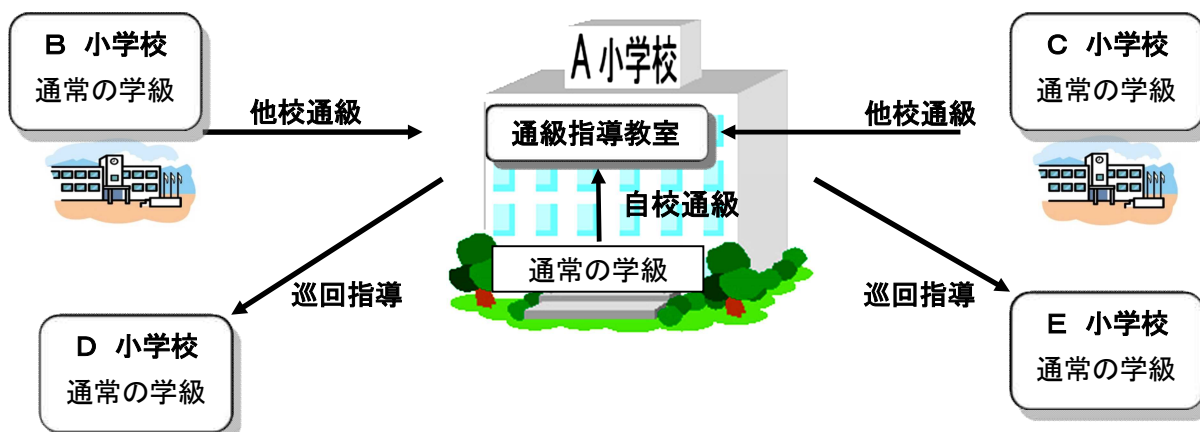 B 小学校
通常の学級
A小学校
C 小学校
通常の学級
他校通級
通級指導教室
他校通級
自校通級
通常の学級
巡回指導
巡回指導
D 小学校
通常の学級
E 小学校
通常の学級